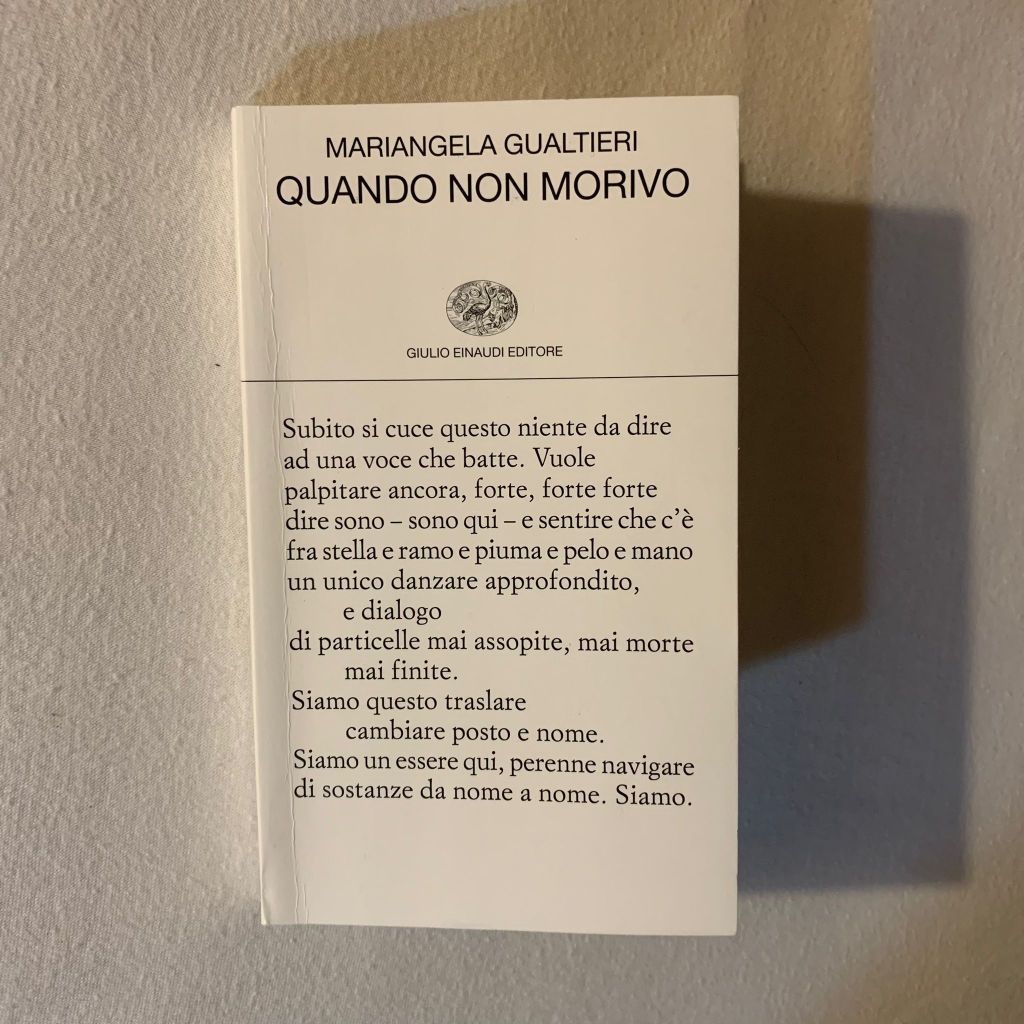 MARIANGELA GUALTIERI
QUANDO NON MORIVO
GIULIO EINAUDI EDITORE
Subito si cuce questo niente da dire
ad una voce che batte. Vuole
palpitare ancora, forte, forte forte
dire sono – sono qui – e sentire che c’è
fra stella e ramo e piuma e pelo e mano
un unico danzare approfondito,
e dialogo
di particelle mai assopite, mai morte
mai finite.
Siamo questo traslare
cambiare posto e nome.
Siamo un essere qui, perenne navigare
di sostanze da nome a nome. Siamo.